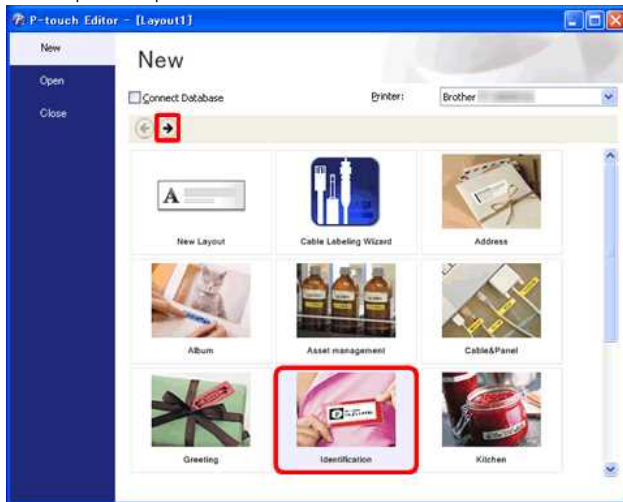 P-touch Editor - [Layout1]
New
Open
Close
New
Connect Database
Printer:
Brother
A
New Layout
Cable Labeling Wizard
Address
Album
Asset management
Cable&Panel
Greeting
Identification
Kitchen